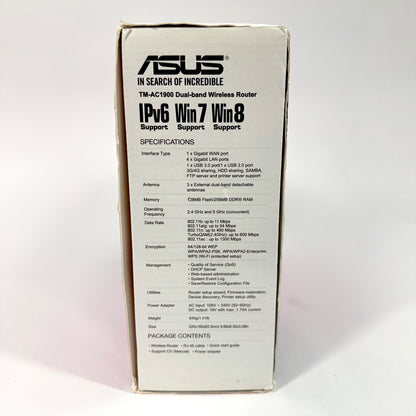 ASUS
IN SEARCH OF INCREDIBLE
TM-AC1900 Dual-band Wireless Router
IPv6 Win7 Win8
Support Support Support
SPECIFICATIONS
Interface Type 1 x Gigabit WAN port
4 x Gigabit LAN ports
1 x USB 3.0 port/1 x USB 2.0 port
3G/4G sharing, HDD sharing, SAMBA,
FTP server and printer server support
Antenna 3 x External dual-band detachable
antennas
Memory 128MB Flash/256MB DDRIII RAM
Operating 2.4 GHz and 5 GHz (concurrent)
Frequency
Data Rate 802.11b: up to 11 Mbps
802.11a/g: up to 54 Mbps
802.11n: up to 450 Mbps
TurboQAM(2.4GHz): up to 600 Mbps
802.11ac : up to 1300 Mbps
Encryption 64/128-bit WEP
WPA/WPA2-PSK, WPA/WPA2-Enterprise,
WPS (Wi-Fi protected setup)
Management • Quality of Service (QoS)
• DHCP Server
• Web-based administration
• System Event Log
• Save/Restore Configuration File
Utilities Router setup wizard; Firmware restoration;
Device discovery; Printer setup utility
Power Adapter AC input: 100V ~ 240V (50~60Hz)
DC output: 19V with max. 1.75A current
Weight 640g/1.41lb
Size
PACKAGE CONTENTS
• Wireless Router • RJ-45 cable • Quick start guide
• Support CD (Manual) • Power adapter